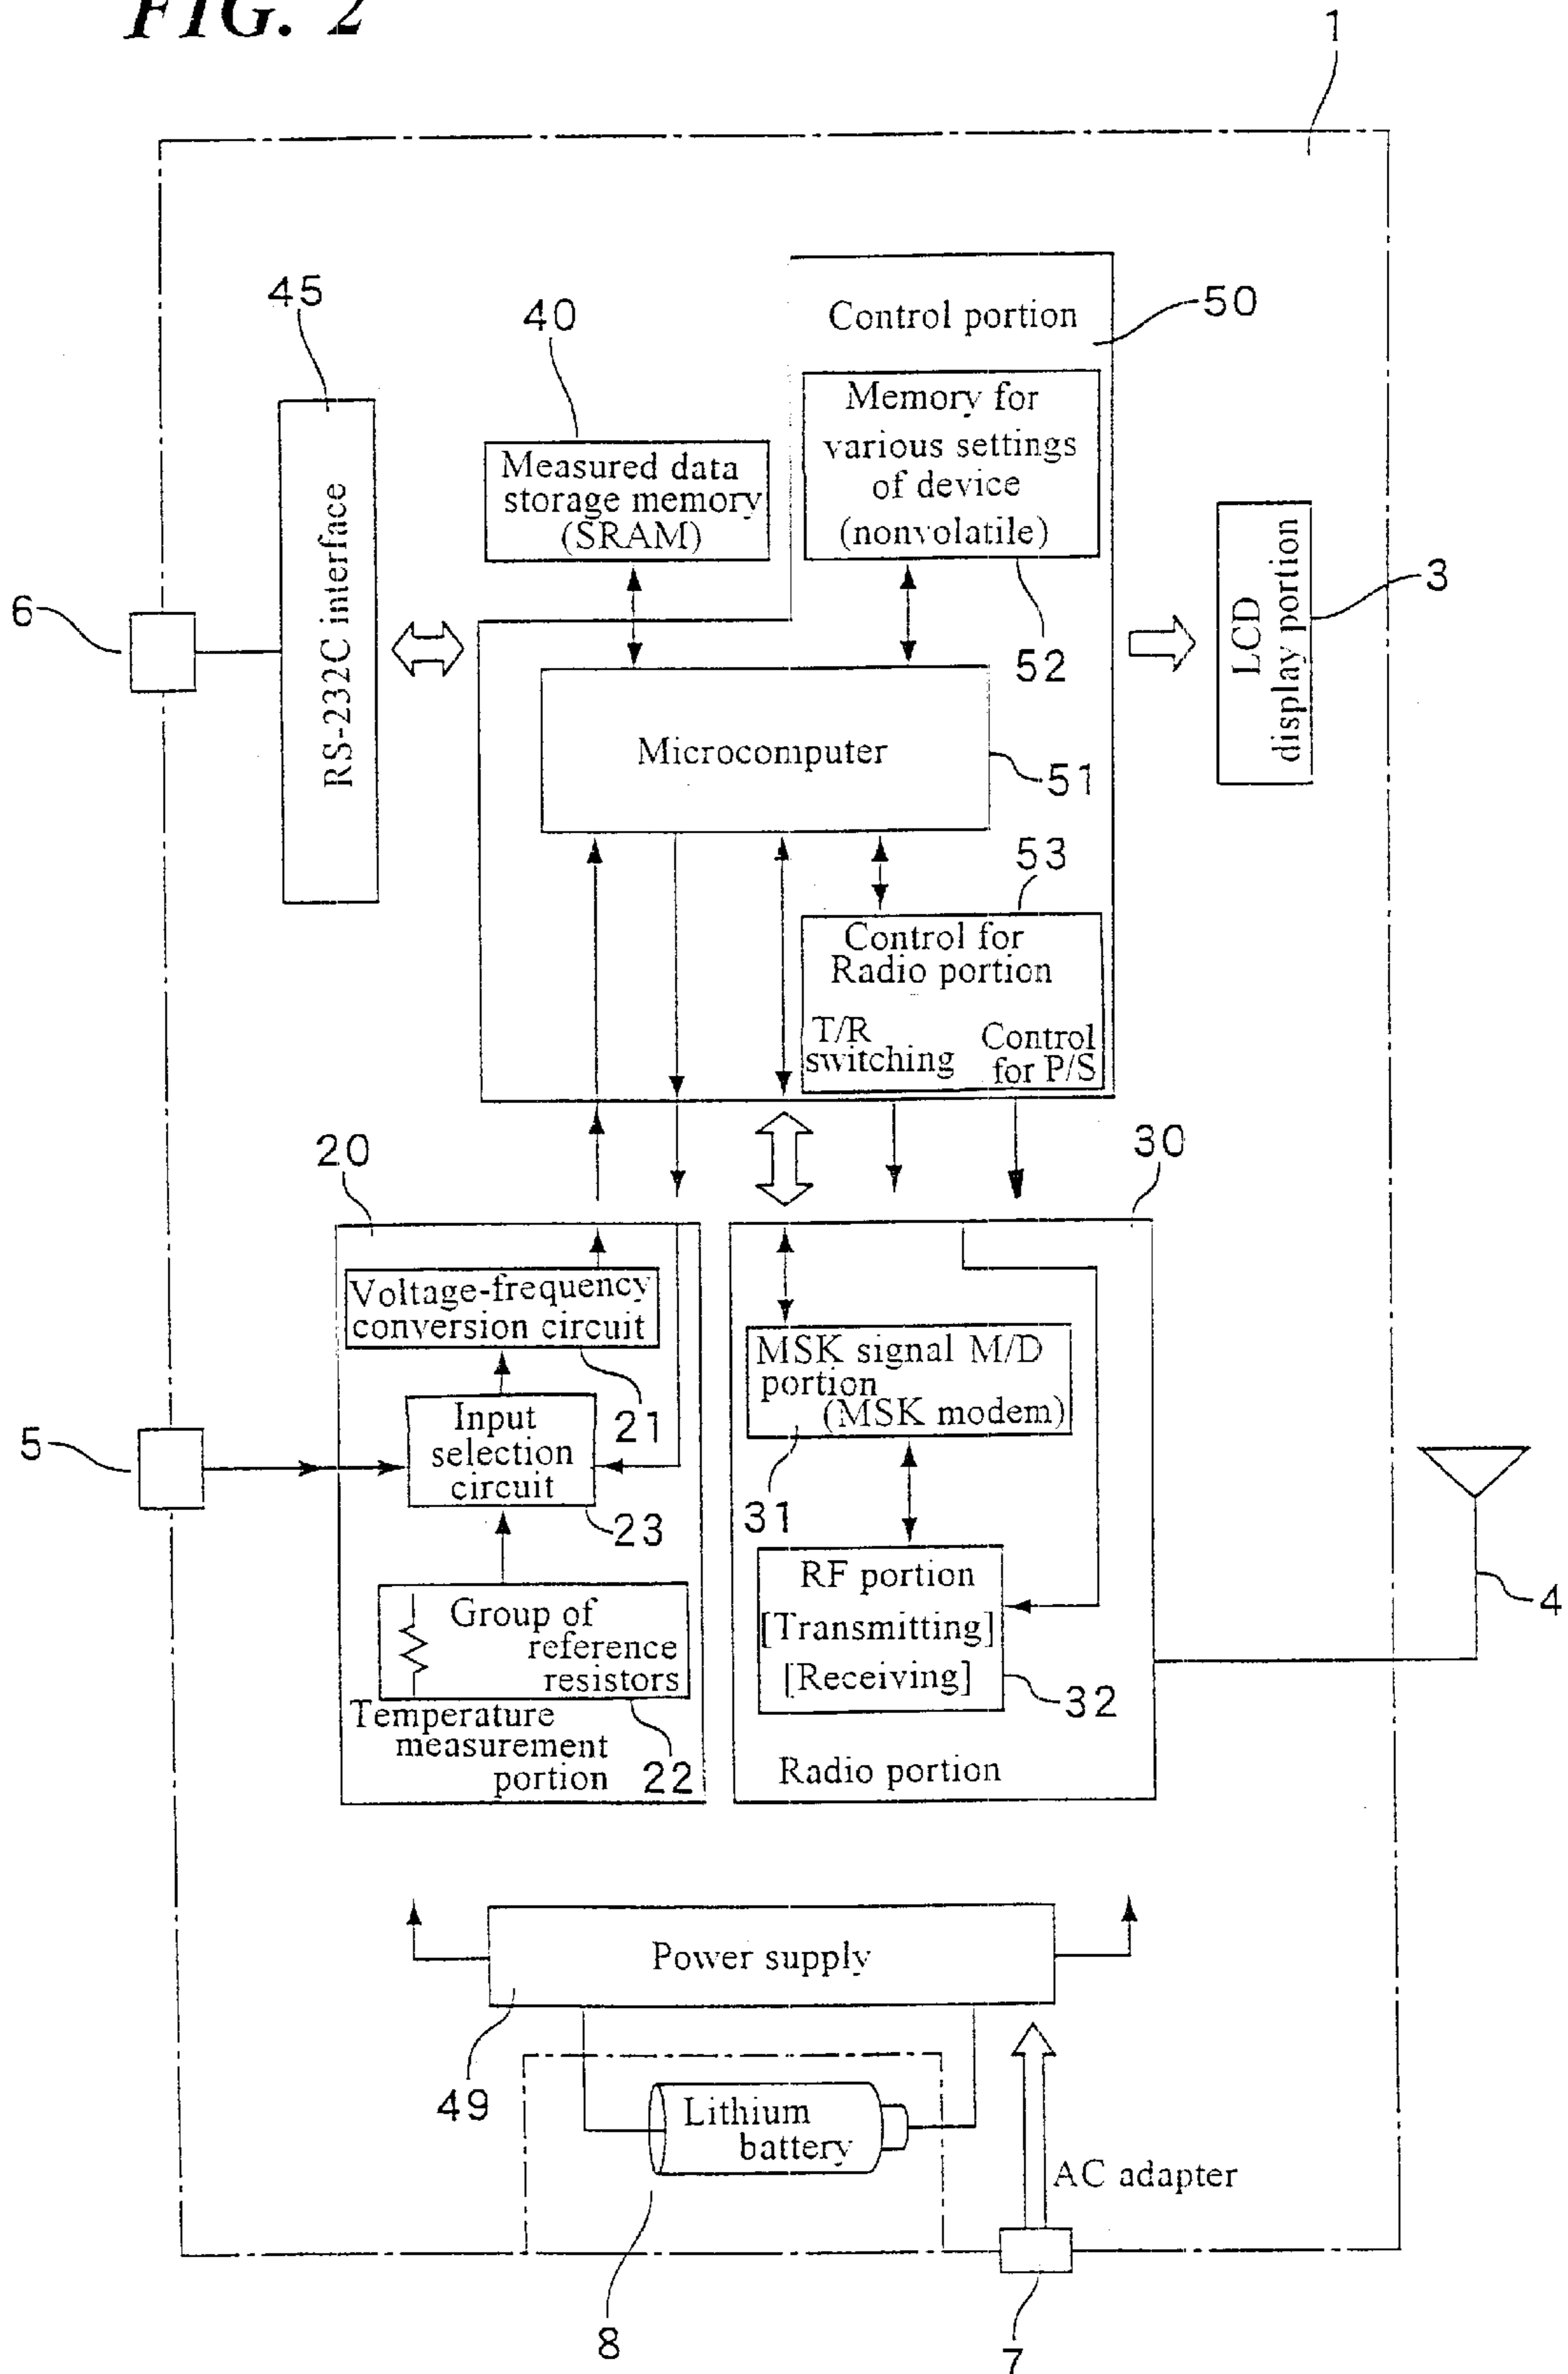 FIG. 2
1
45
40
Control portion
50
Memory for
various settings
of device
(nonvolatile)
Measured data
storage memory
(SRAM)
RS-232C interface
LCD
display portion
3
6
52
Microcomputer
51
53
Control for
Radio portion
T/R
switching
Control
for P/S
20
30
Voltage-frequency
conversion circuit
MSK signal M/D
portion
(MSK modem)
21
Input
selection
circuit
5
31
23
RF portion
[Transmitting]
[Receiving]
4
Group of
reference
resistors
32
Temperature
measurement
portion
22
Radio portion
Power supply
49
Lithium
battery
AC adapter
8
7